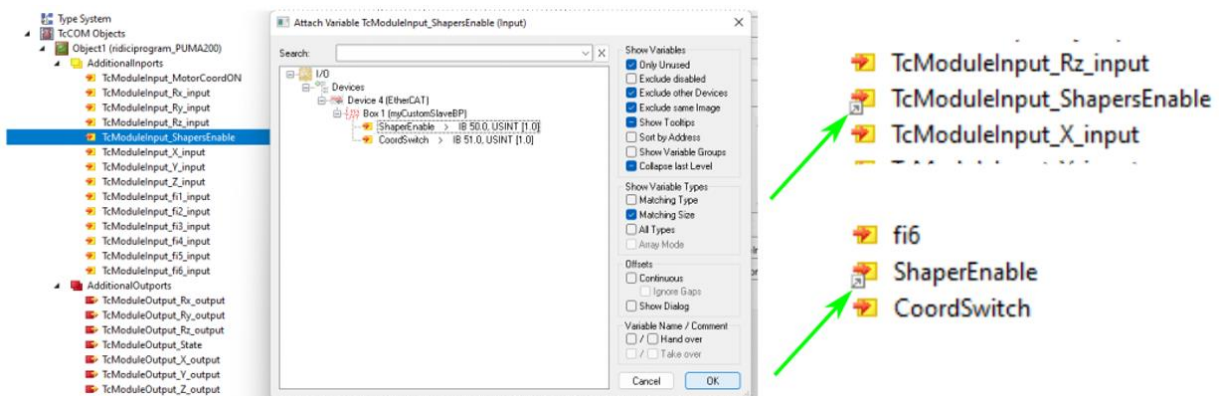 Type System
TcCOM Objects
Object1 (ridiciprogram_PUMA200)
AdditionalInports
TcModuleInput_MotorCoordON
TcModuleInput_Rx_input
TcModuleInput_Ry_input
TcModuleInput_Rz_input
TcModuleInput_ShapersEnable
TcModuleInput_X_input
TcModuleInput_Y_input
TcModuleInput_Z_input
TcModuleInput_fi1_input
TcModuleInput_fi2_input
TcModuleInput_fi3_input
TcModuleInput_fi4_input
TcModuleInput_fi5_input
TcModuleInput_fi6_input
AdditionalOutports
TcModuleOutput_Rx_output
TcModuleOutput_Ry_output
TcModuleOutput_Rz_output
TcModuleOutput_State
TcModuleOutput_X_output
TcModuleOutput_Y_output
TcModuleOutput_Z_output
Attach Variable TcModuleInput_ShapersEnable (Input)
Search:
I/O
Devices
Device 4 (EtherCAT)
Box 1 (myCustomSlaveBP)
ShaperEnable > IB 50.0, USINT [1.0]
CoordSwitch > IB 51.0, USINT [1.0]
Show Variables
Only Unused
Exclude disabled
Exclude other Devices
Exclude same Image
Show Tooltips
Sort by Address
Show Variable Groups
Collapse last Level
Show Variable Types
Matching Type
Matching Size
All Types
Array Mode
Offsets
Continuous
Ignore Gaps
Show Dialog
Variable Name / Comment
/ Hand over
/ Take over
Cancel OK
TcModuleInput_Rz_input
TcModuleInput_ShapersEnable
TcModuleInput_X_input
fi6
ShaperEnable
CoordSwitch